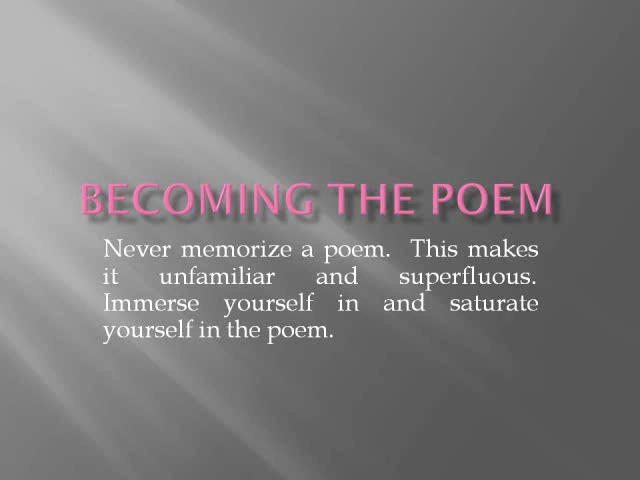 BECOMING THE POEM
Never memorize a poem. This makes
it unfamiliar and superfluous.
Immerse yourself in and saturate
yourself in the poem.